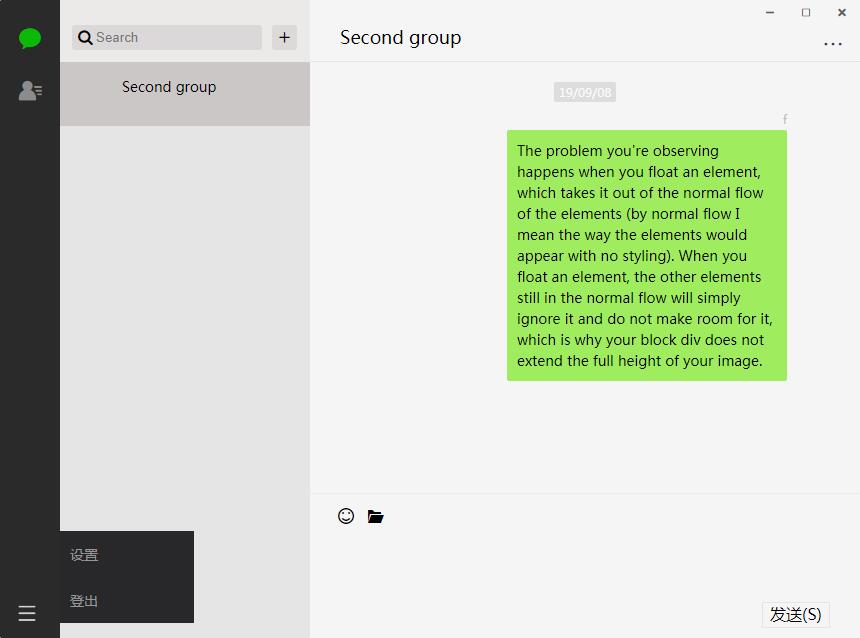 Search
+
Second group
Second group
...
19/09/08
f
The problem you're observing
happens when you float an element,
which takes it out of the normal flow
of the elements (by normal flow I
mean the way the elements would
appear with no styling). When you
float an element, the other elements
still in the normal flow will simply
ignore it and do not make room for it,
which is why your block div does not
extend the full height of your image.
设置
登出
发送(S)